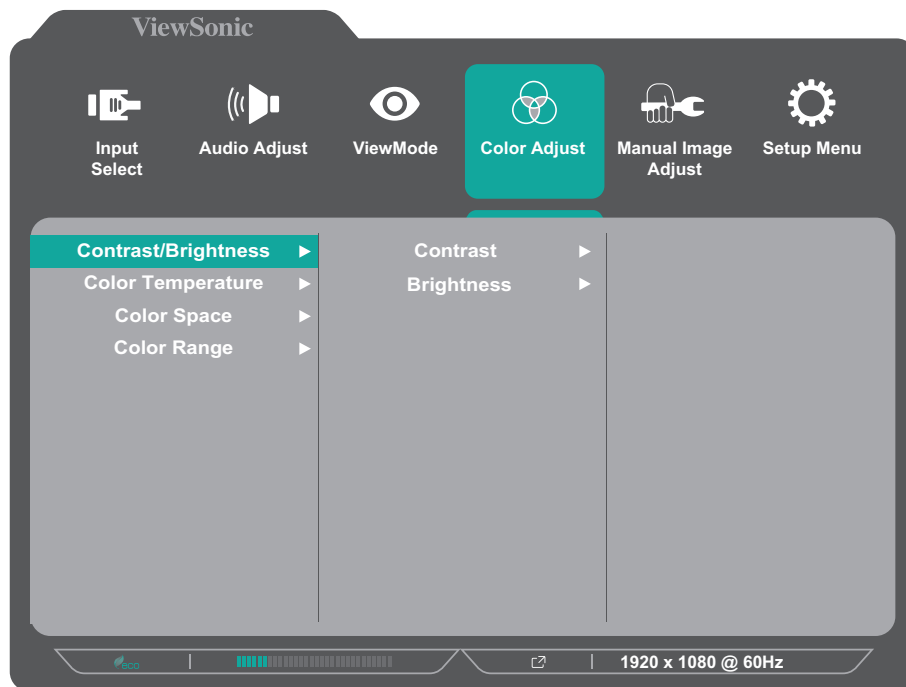 ViewSonic
Input
Select
Audio Adjust
ViewMode
Color Adjust
Manual Image
Adjust
Setup Menu
Contrast/Brightness
Color Temperature
Color Space
Color Range
Contrast
Brightness
eco
1920 x 1080 @ 60Hz